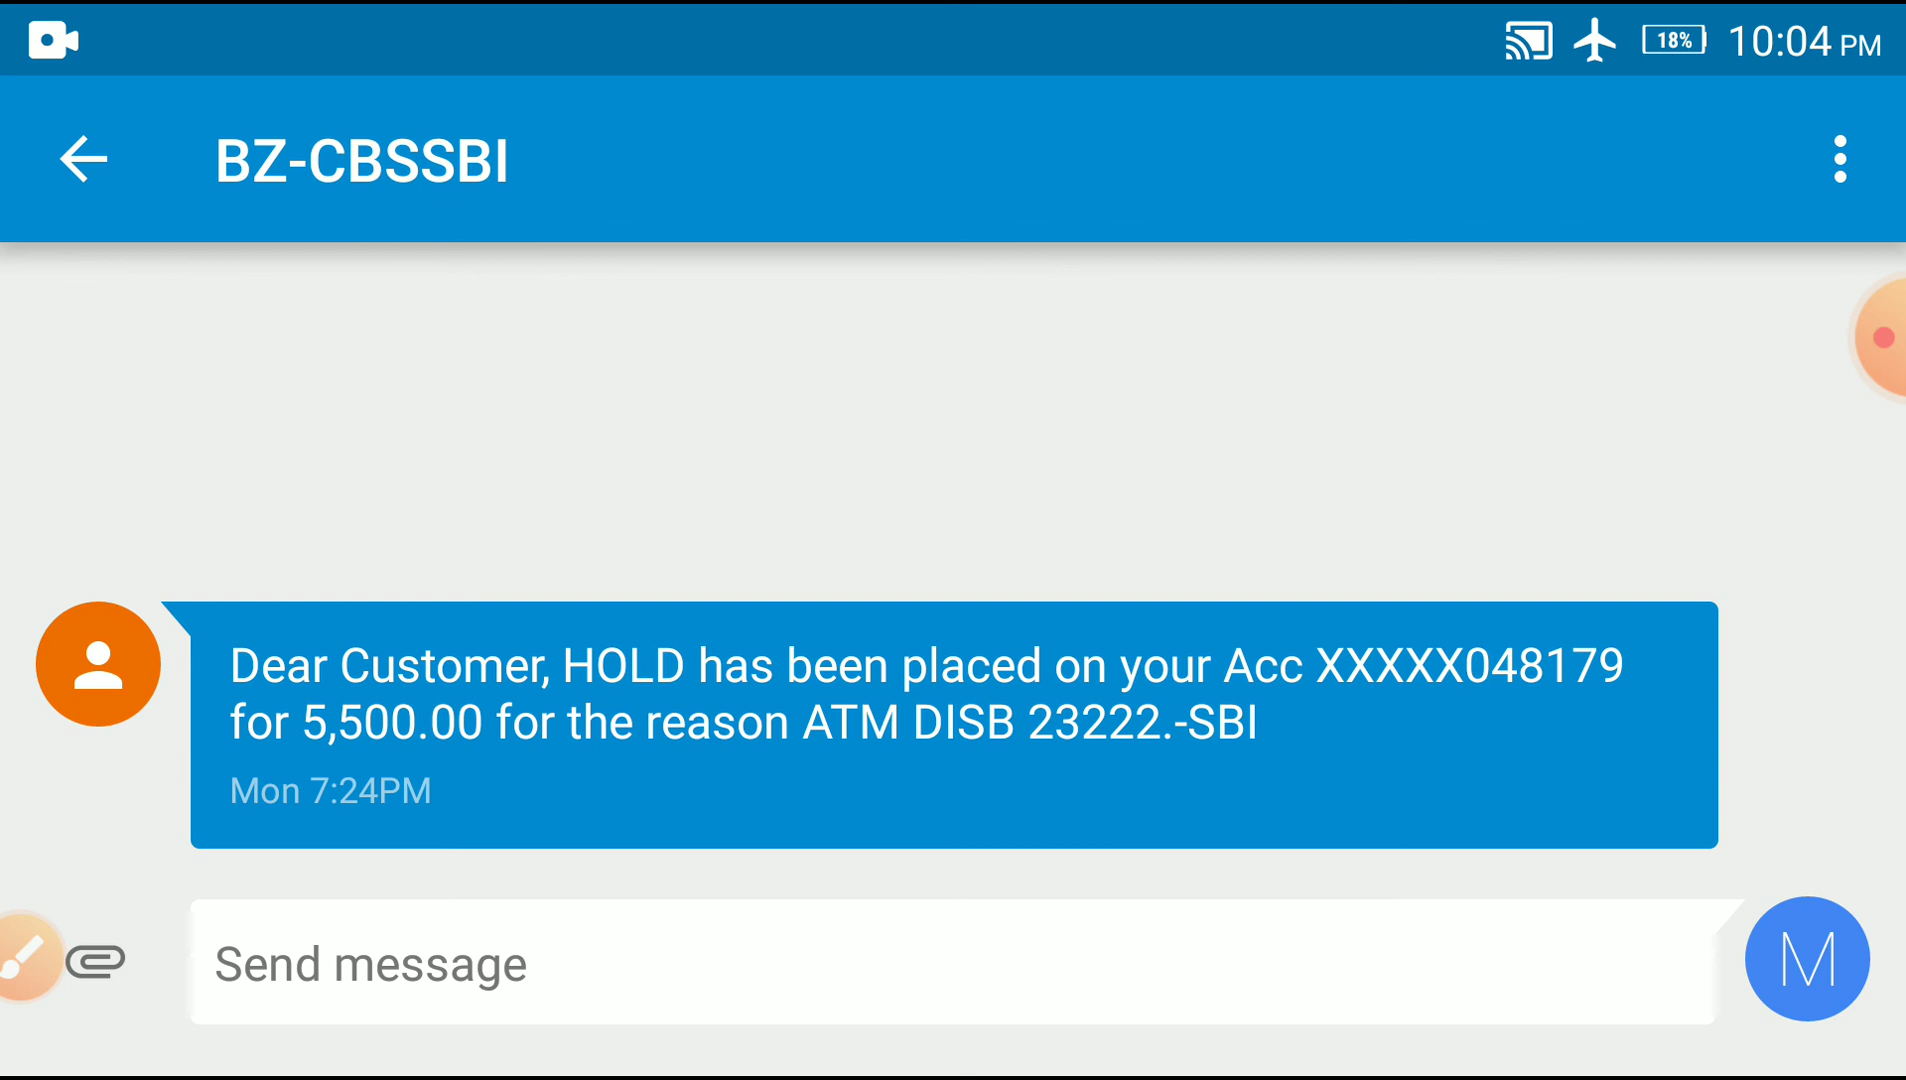 18% 10:04 PM
BZ-CBSSBI
Dear Customer, HOLD has been placed on your Acc XXXXX048179
for 5,500.00 for the reason ATM DISB 23222.-SBI
Mon 7:24PM
Send message
M